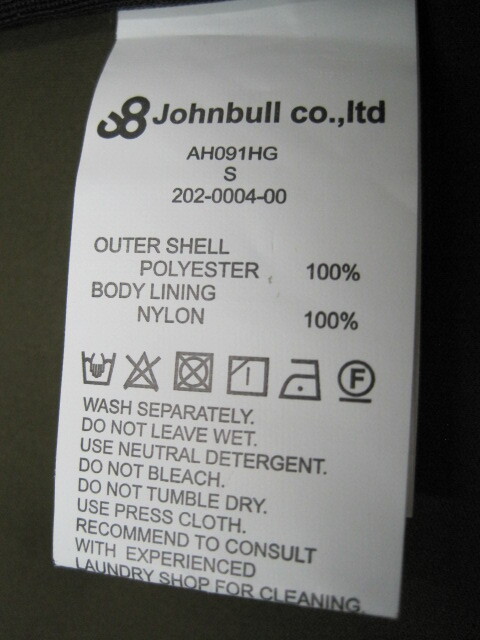 Johnbull co.,ltd
AH091HG
S
202-0004-00
OUTER SHELL
POLYESTER 100%
BODY LINING
NYLON 100%
F
WASH SEPARATELY.
DO NOT LEAVE WET.
USE NEUTRAL DETERGENT.
DO NOT BLEACH.
DO NOT TUMBLE DRY.
USE PRESS CLOTH.
RECOMMEND TO CONSULT
WITH EXPERIENCED
LAUNDRY SHOP FOR CLEANING.